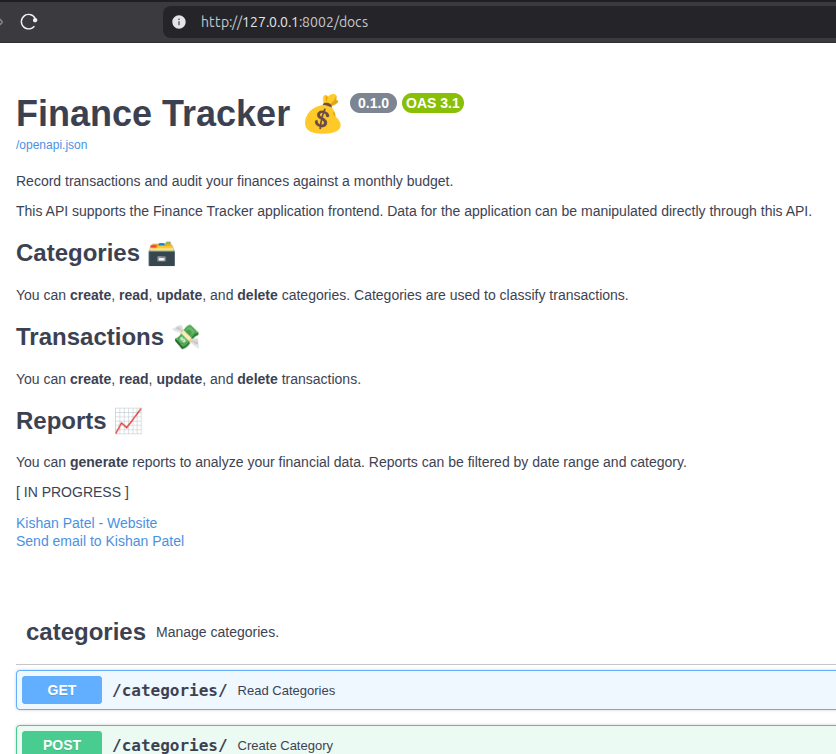 http://127.0.0.1:8002/docs
Finance Tracker 💰 0.1.0 OAS 3.1
/openapi.json
Record transactions and audit your finances against a monthly budget.
This API supports the Finance Tracker application frontend. Data for the application can be manipulated directly through this API.
Categories 🗃️
You can create, read, update, and delete categories. Categories are used to classify transactions.
Transactions 💸
You can create, read, update, and delete transactions.
Reports 📈
You can generate reports to analyze your financial data. Reports can be filtered by date range and category.
[ IN PROGRESS ]
Kishan Patel - Website
Send email to Kishan Patel
categories Manage categories.
GET /categories/ Read Categories
POST /categories/ Create Category